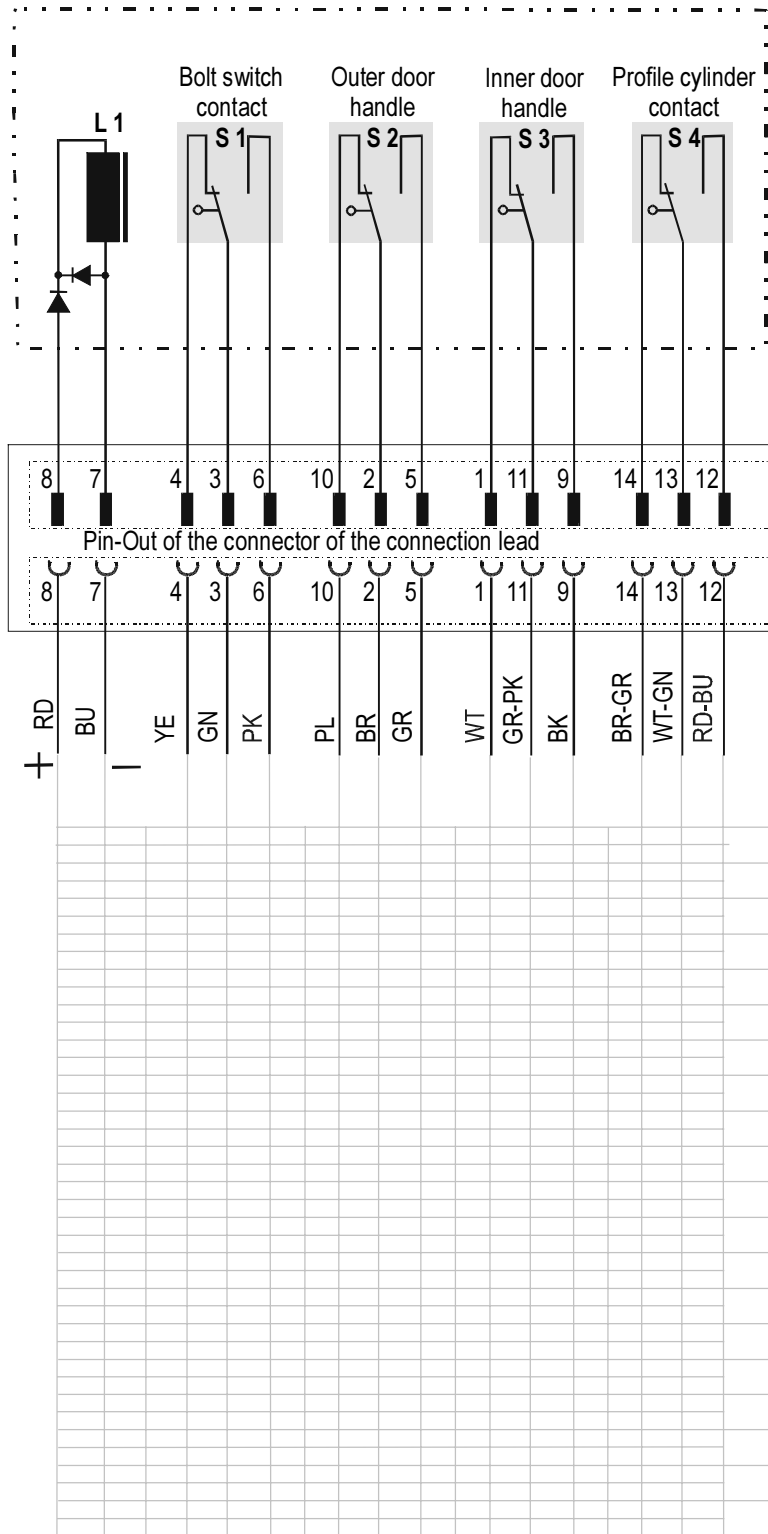 Bolt switch contact
Outer door handle
Inner door handle
Profile cylinder contact
L 1
S 1
S 2
S 3
S 4
8 7 4 3 6 10 2 5 1 11 9 14 13 12
Pin-Out of the connector of the connection lead
8 7 4 3 6 10 2 5 1 11 9 14 13 12
RD BU YE GN PK PL BR GR WT GR-PK BK BR-GR WT-GN RD-BU
+ –